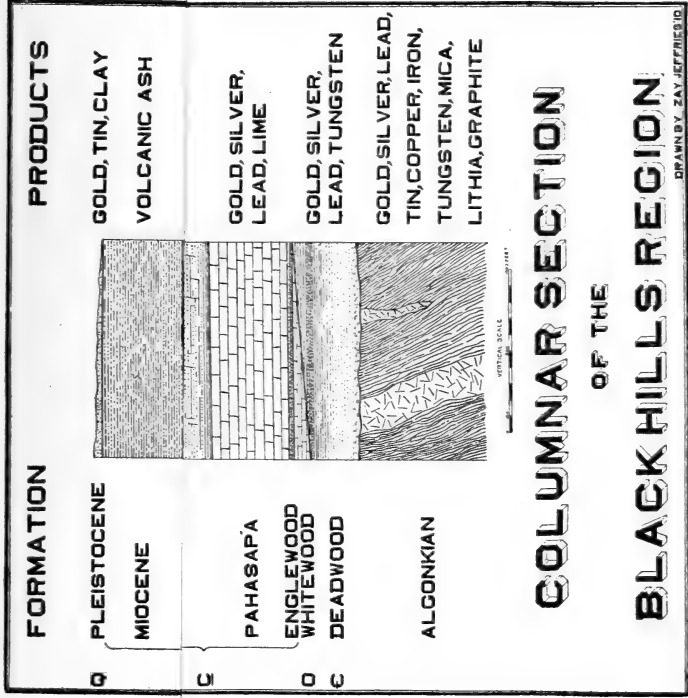 FORMATION PRODUCTS
Q PLEISTOCENE GOLD, TIN, CLAY
MIOCENE VOLCANIC ASH
C
PAHASAPA GOLD, SILVER,
LEAD, LIME
ENGLEWOOD
O WHITEWOOD GOLD, SILVER,
Є DEADWOOD LEAD, TUNGSTEN
GOLD, SILVER, LEAD,
ALGONKIAN TIN, COPPER, IRON,
TUNGSTEN, MICA,
LITHIA, GRAPHITE
VERTICAL SCALE
COLUMNAR SECTION
OF THE
BLACK HILLS REGION
DRAWN BY ZAY JEFFRIES '10